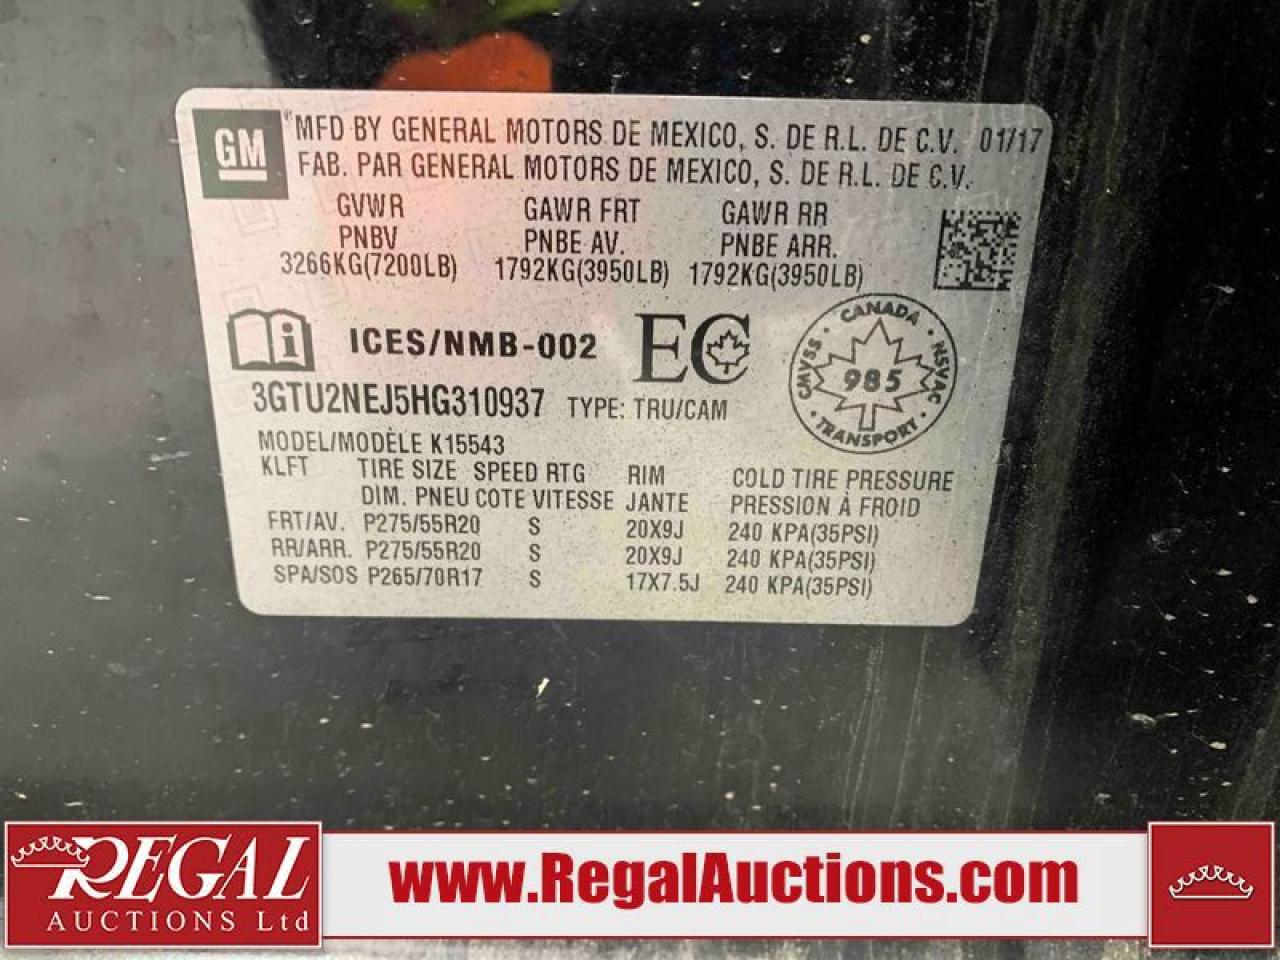 GM
® MFD BY GENERAL MOTORS DE MEXICO, S. DE R.L. DE C.V. 01/17
FAB. PAR GENERAL MOTORS DE MEXICO, S. DE R.L. DE C.V.
GVWR GAWR FRT GAWR RR
PNBV PNBE AV. PNBE ARR.
3266KG(7200LB) 1792KG(3950LB) 1792KG(3950LB)
i ICES/NMB-002 EC
CANADA
CMVSS 985 NSVAC
TRANSPORT
3GTU2NEJ5HG310937 TYPE: TRU/CAM
MODEL/MODÈLE K15543
KLFT TIRE SIZE SPEED RTG RIM COLD TIRE PRESSURE
DIM. PNEU COTE VITESSE JANTE PRESSION À FROID
FRT/AV. P275/55R20 S 20X9J 240 KPA(35PSI)
RR/ARR. P275/55R20 S 20X9J 240 KPA(35PSI)
SPA/SOS P265/70R17 S 17X7.5J 240 KPA(35PSI)
REGAL
AUCTIONS Ltd
www.RegalAuctions.com